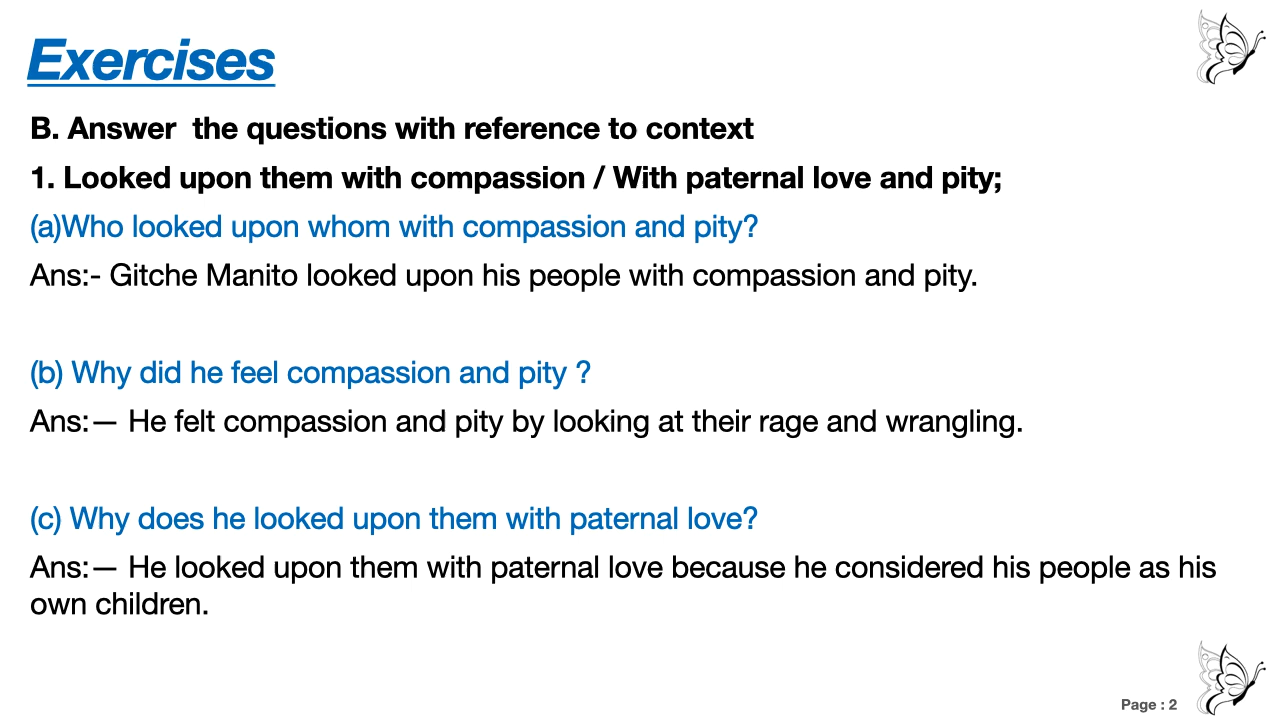 Exercises
B. Answer  the questions with reference to context
1. Looked upon them with compassion / With paternal love and pity;
(a)Who looked upon whom with compassion and pity?
Ans:- Gitche Manito looked upon his people with compassion and pity.
(b) Why did he feel compassion and pity ?
Ans:— He felt compassion and pity by looking at their rage and wrangling.
(c) Why does he looked upon them with paternal love?
Ans:— He looked upon them with paternal love because he considered his people as his
own children.
Page : 2